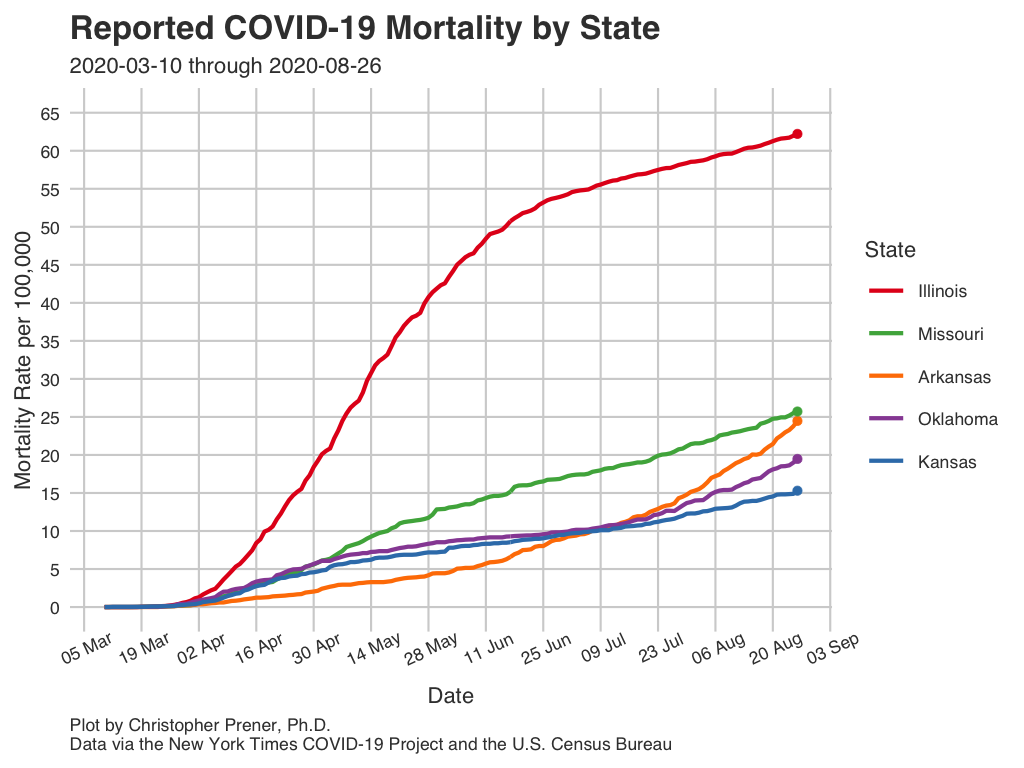 Reported COVID-19 Mortality by State
2020-03-10 through 2020-08-26
Mortality Rate per 100,000
65
60
55
50
45
40
35
30
25
20
15
10
5
0
05 Mar
19 Mar
02 Apr
16 Apr
30 Apr
14 May
28 May
11 Jun
25 Jun
09 Jul
23 Jul
06 Aug
20 Aug
03 Sep
Date
State
Illinois
Missouri
Arkansas
Oklahoma
Kansas
Plot by Christopher Prener, Ph.D.
Data via the New York Times COVID-19 Project and the U.S. Census Bureau